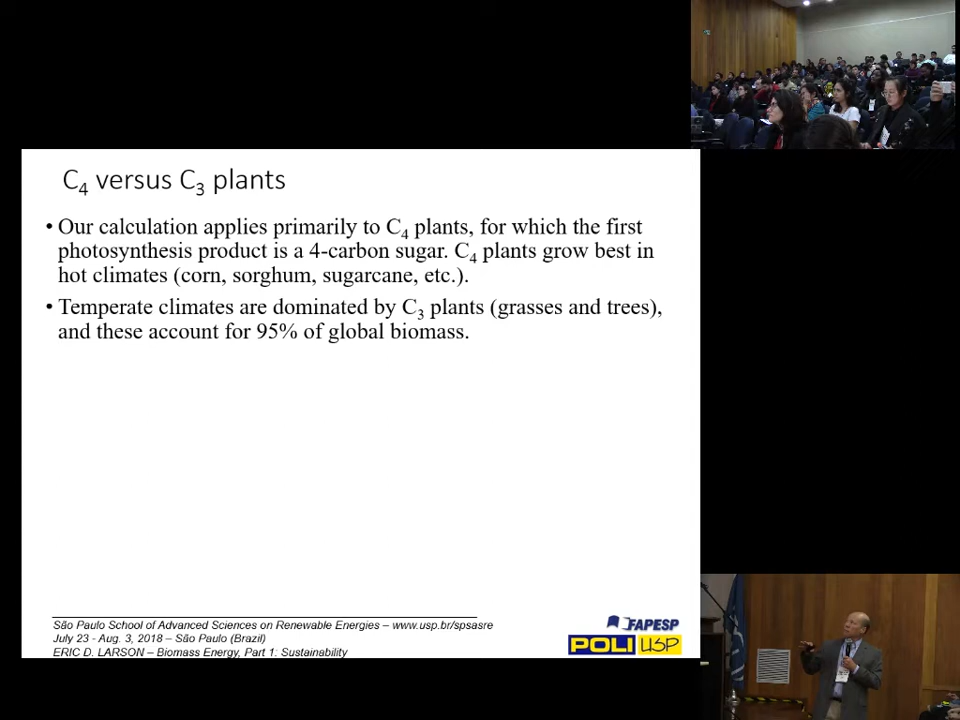 C₄ versus C₃ plants
• Our calculation applies primarily to C₄ plants, for which the first
photosynthesis product is a 4-carbon sugar. C₄ plants grow best in
hot climates (corn, sorghum, sugarcane, etc.).
• Temperate climates are dominated by C₃ plants (grasses and trees),
and these account for 95% of global biomass.
São Paulo School of Advanced Sciences on Renewable Energies – www.usp.br/spsasre
July 23 - Aug. 3, 2018 – São Paulo (Brazil)
ERIC D. LARSON – Biomass Energy, Part 1: Sustainability
FAPESP
POLI USP